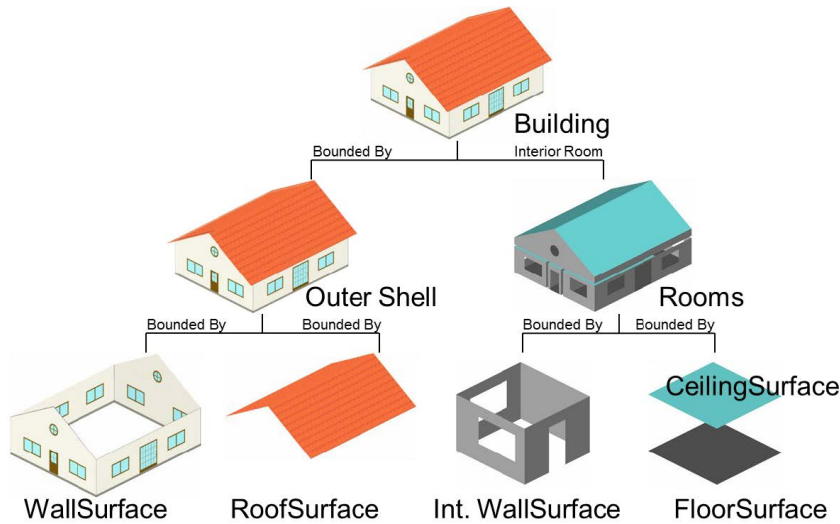 Building
Bounded By
Interior Room
Outer Shell
Rooms
Bounded By
Bounded By
Bounded By
Bounded By
CeilingSurface
WallSurface
RoofSurface
Int. WallSurface
FloorSurface